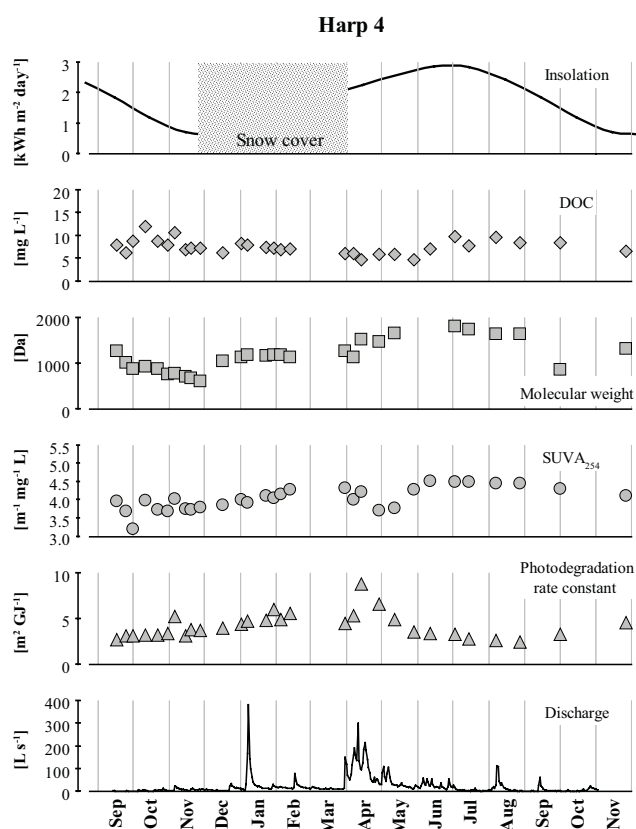 Harp 4
[kWh m-2 day-1]
3
2
1
0
Insolation
Snow cover
[mg L-1]
20
15
10
5
0
DOC
[Da]
2000
1000
0
Molecular weight
[m-1 mg-1 L]
5.5
5.0
4.5
4.0
3.5
3.0
SUVA254
[m2 GJ-1]
10
5
0
Photodegradation
rate constant
[L s-1]
400
300
200
100
0
Discharge
Sep Oct Nov Dec Jan Feb Mar Apr May Jun Jul Aug Sep Oct Nov